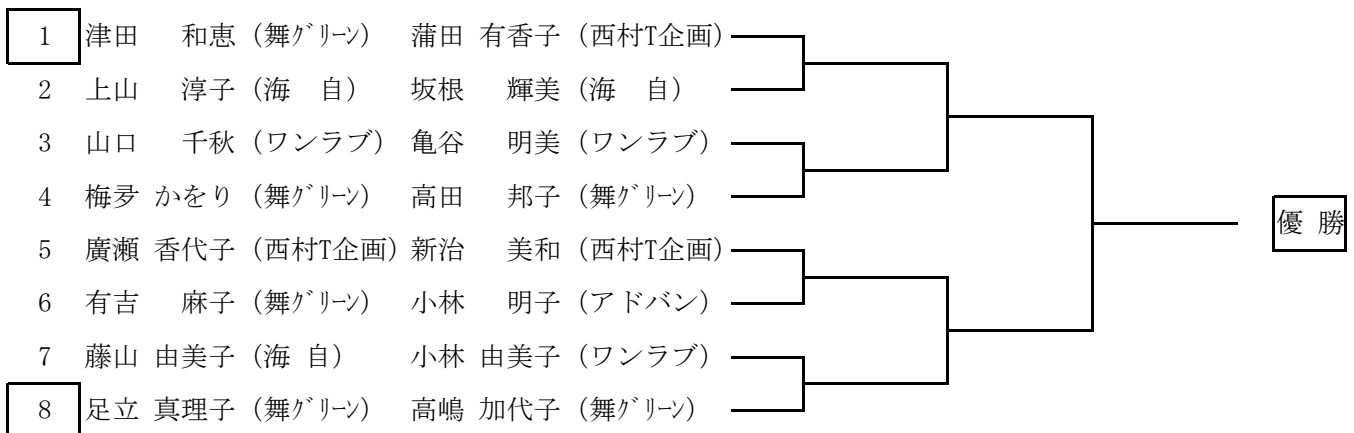 1 津田 和恵 (舞グリーン) 蒲田 有香子 (西村T企画)
2 上山 淳子 (海 自) 坂根 輝美 (海 自)
3 山口 千秋 (ワンラブ) 亀谷 明美 (ワンラブ)
4 梅夛 かをり (舞グリーン) 高田 邦子 (舞グリーン)
優 勝
5 廣瀬 香代子 (西村T企画) 新治 美和 (西村T企画)
6 有吉 麻子 (舞グリーン) 小林 明子 (アドバン)
7 藤山 由美子 (海 自) 小林 由美子 (ワンラブ)
8 足立 真理子 (舞グリーン) 高嶋 加代子 (舞グリーン)